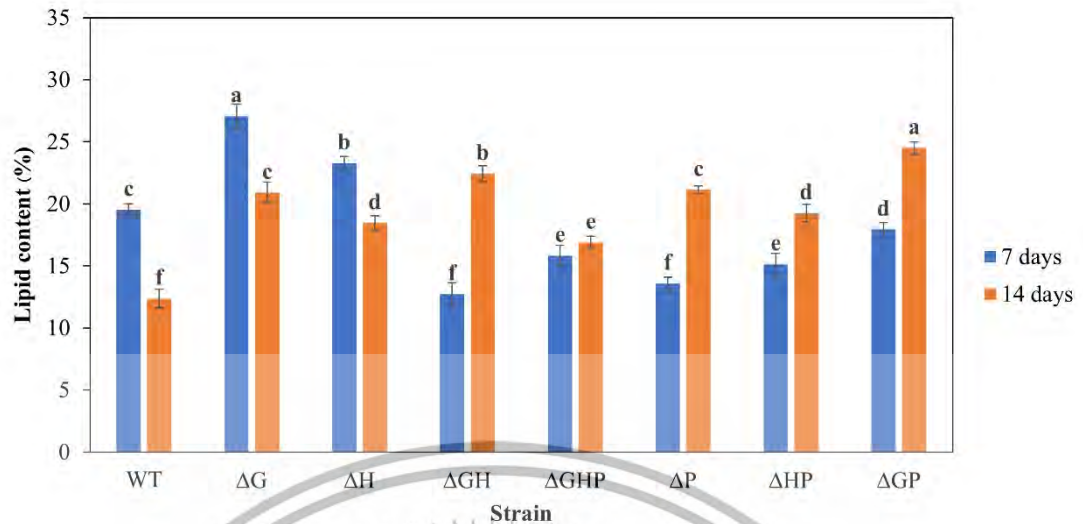 35
30
25
20
15
10
5
0
Lipid content (%)
c
f
a
c
b
d
f
b
e
e
f
c
e
d
d
a
WT
ΔG
ΔH
ΔGH
ΔGHP
ΔP
ΔHP
ΔGP
Strain
7 days
14 days